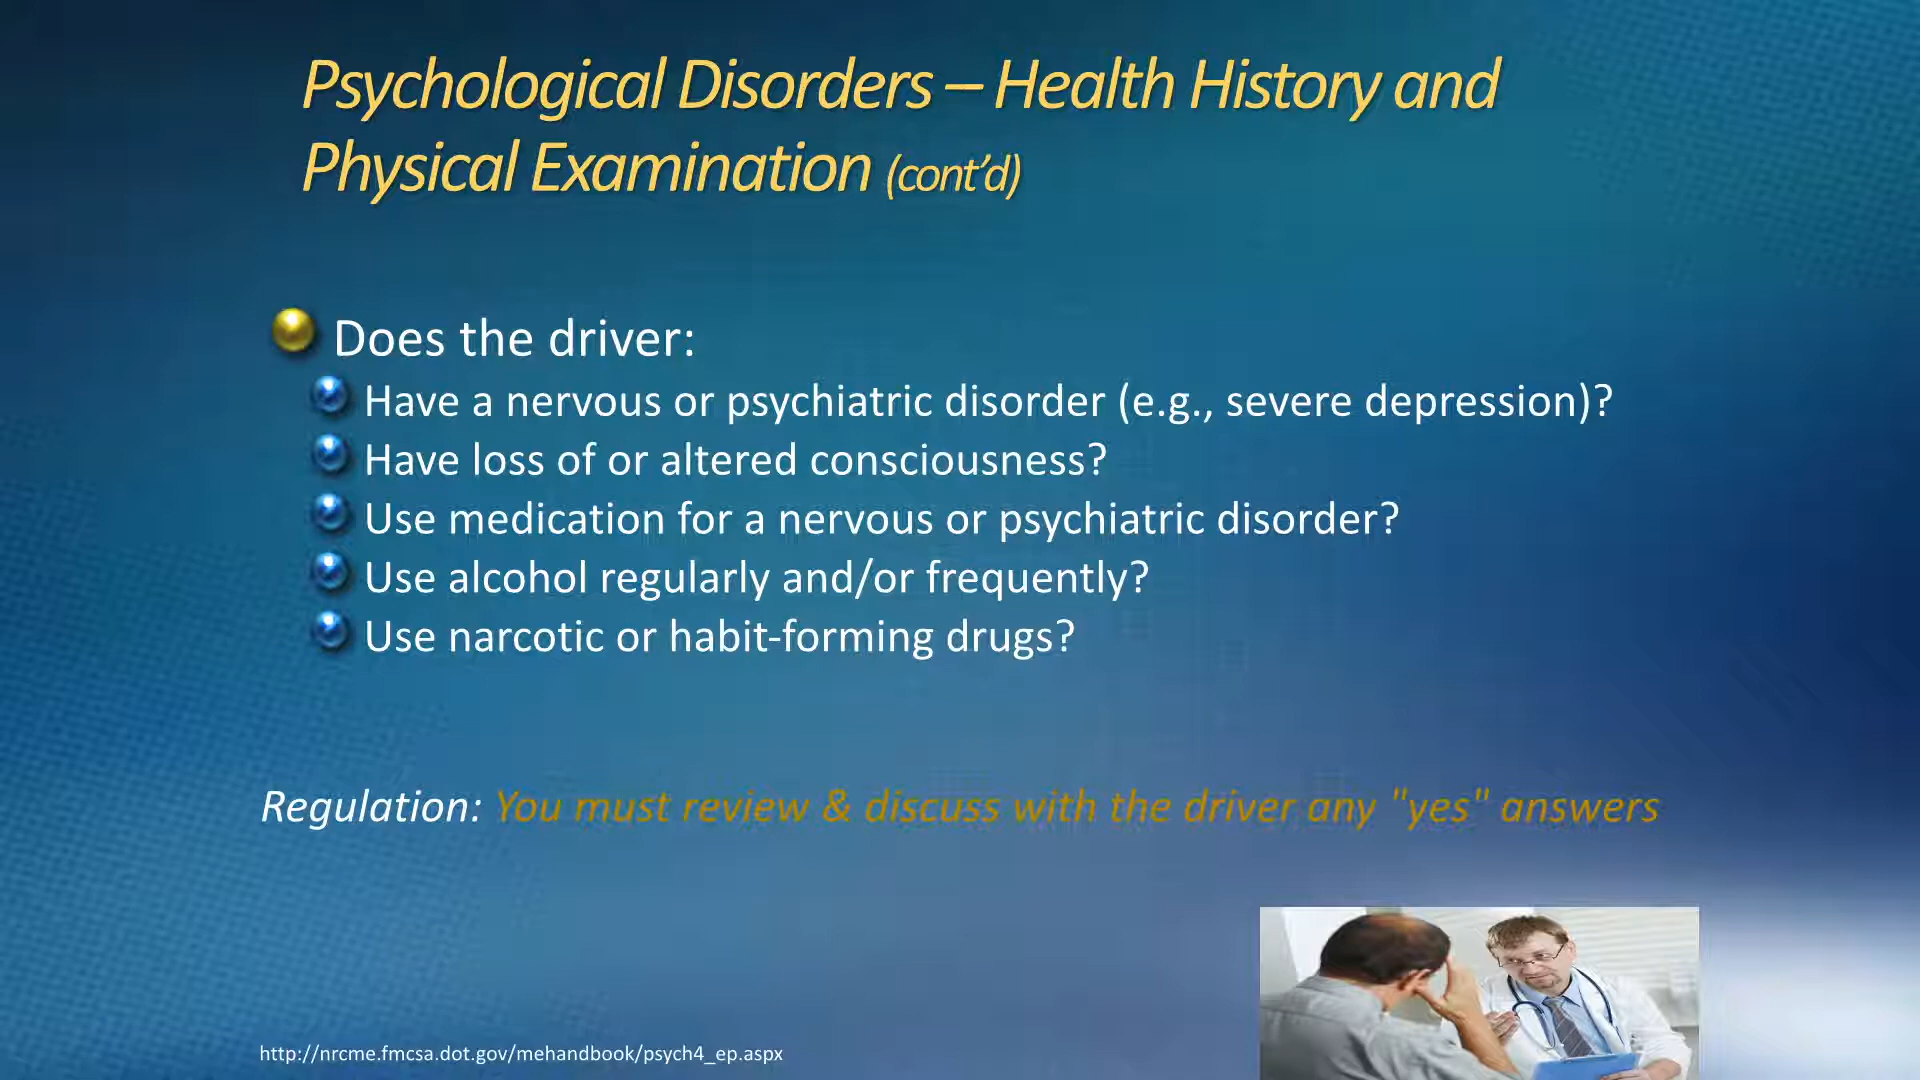 Psychological Disorders – Health History and
Physical Examination (cont’d)
Does the driver:
Have a nervous or psychiatric disorder (e.g., severe depression)?
Have loss of or altered consciousness?
Use medication for a nervous or psychiatric disorder?
Use alcohol regularly and/or frequently?
Use narcotic or habit-forming drugs?
Regulation: You must review & discuss with the driver any "yes" answers
http://nrcme.fmcsa.dot.gov/mehandbook/psych4_ep.aspx